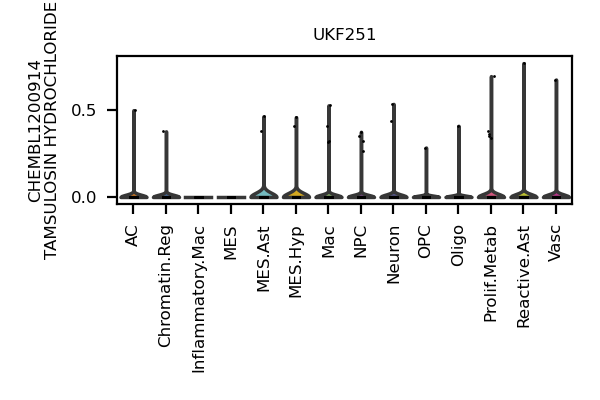 UKF251
CHEMBL1200914
TAMSULOSIN HYDROCHLORIDE
0.5
0.0
AC
Chromatin.Reg
Inflammatory.Mac
MES
MES.Ast
MES.Hyp
Mac
NPC
Neuron
OPC
Oligo
Prolif.Metab
Reactive.Ast
Vasc